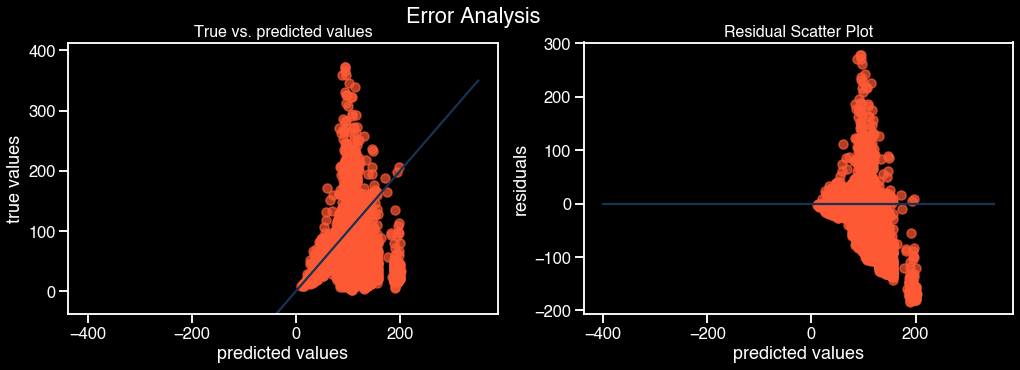 Error Analysis
True vs. predicted values
400
300
200
100
0
−400
−200
0
200
true values
predicted values
Residual Scatter Plot
300
200
100
0
−100
−200
−400
−200
0
200
residuals
predicted values